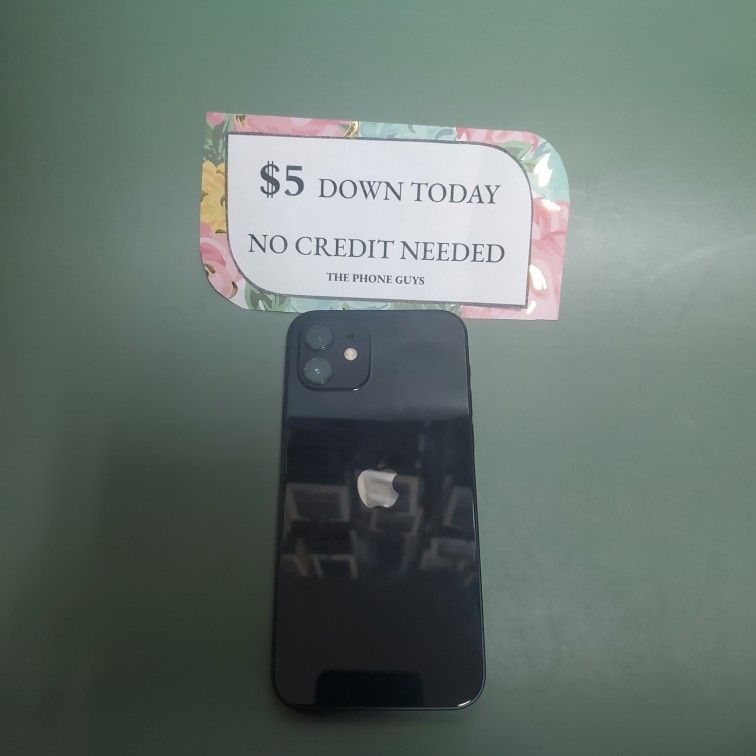 $5 DOWN TODAY
NO CREDIT NEEDED
THE PHONE GUYS